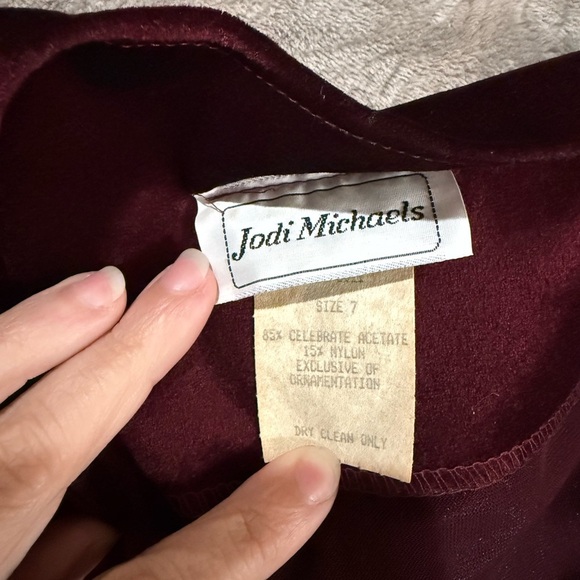 Jodi Michaels
SIZE 7
85% CELEBRATE ACETATE
15% NYLON
EXCLUSIVE OF
ORNAMENTATION
DRY CLEAN ONLY